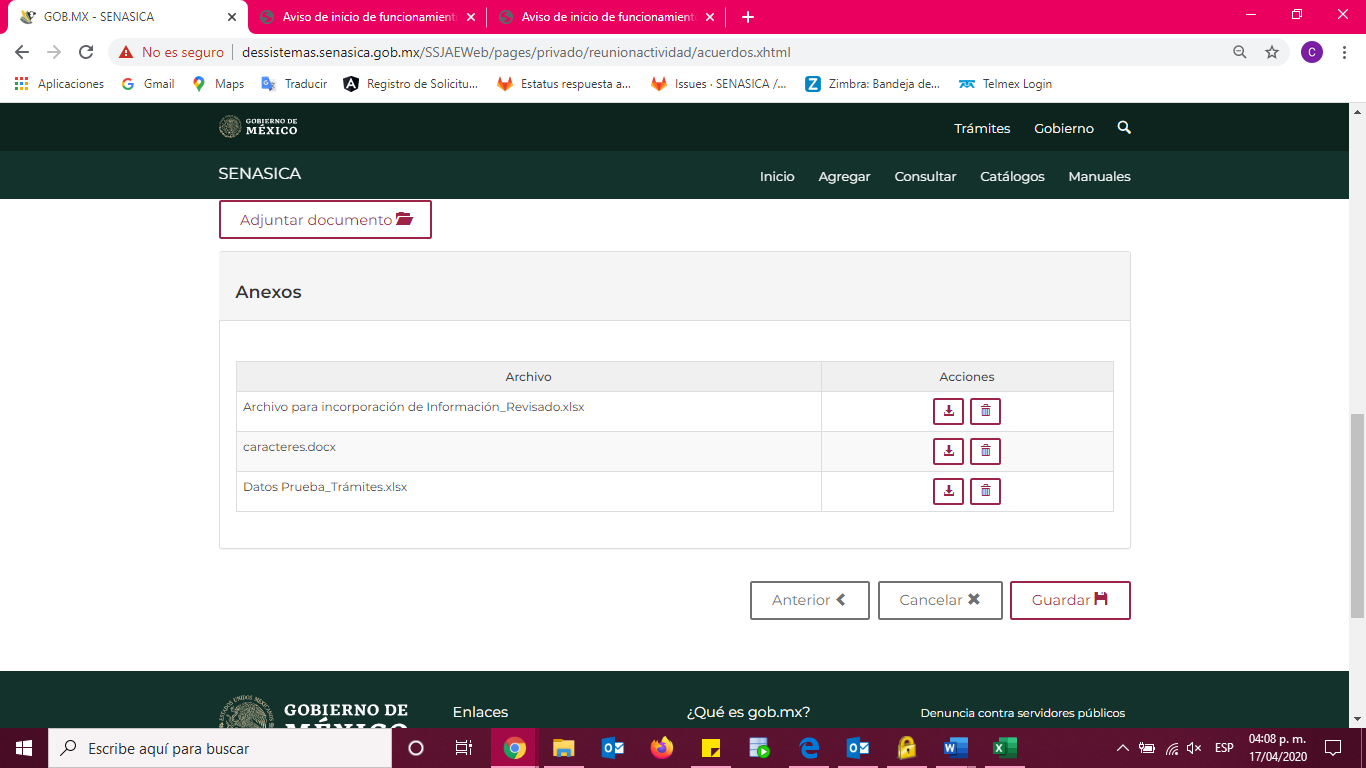 GOB.MX - SENASICA
Aviso de inicio de funcionament
Aviso de inicio de funcionament
No es seguro
dessistemas.senasica.gob.mx/SSJAEWeb/pages/privado/reunionactividad/acuerdos.xhtml
C
Aplicaciones
Gmail
Maps
Traducir
Registro de Solicitu...
Estatus respuesta a...
Issues · SENASICA /...
Zimbra: Bandeja de...
Telmex Login
GOBIERNO DE
MÉXICO
Trámites
Gobierno
SENASICA
Inicio
Agregar
Consultar
Catálogos
Manuales
Adjuntar documento
Anexos
Archivo
Acciones
Archivo para incorporación de Información_Revisado.xlsx
caracteres.docx
Datos Prueba_Trámites.xlsx
Anterior
Cancelar
Guardar
GOBIERNO DE
MÉXICO
Enlaces
¿Qué es gob.mx?
Denuncia contra servidores públicos
Escribe aquí para buscar
ESP
04:08 p. m.
17/04/2020